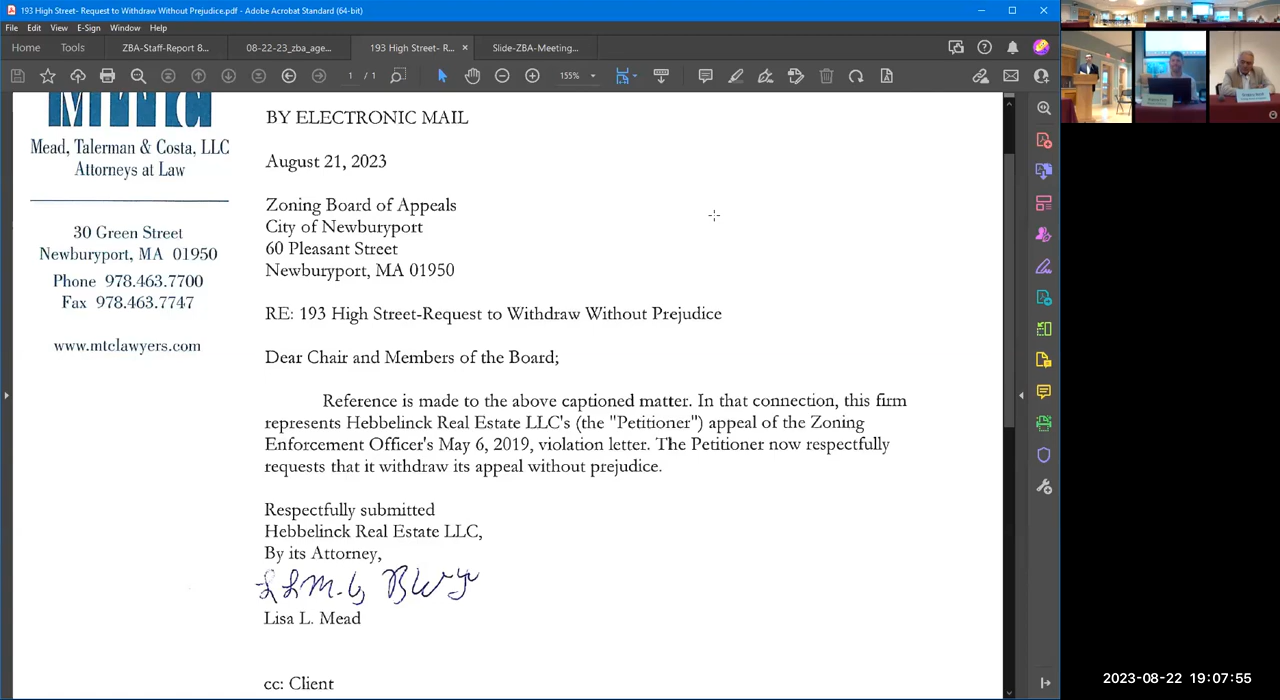 193 High Street- Request to Withdraw Without Prejudice.pdf - Adobe Acrobat Standard (64-bit)
File Edit View E-Sign Window Help
Home Tools ZBA-Staff-Report 8... 08-22-23_zba_age... 193 High Street- R... × Slide-ZBA-Meeting...
1 / 1 155%
Mead, Talerman & Costa, LLC
Attorneys at Law
30 Green Street
Newburyport, MA 01950
Phone 978.463.7700
Fax 978.463.7747
www.mtclawyers.com
BY ELECTRONIC MAIL
August 21, 2023
Zoning Board of Appeals
City of Newburyport
60 Pleasant Street
Newburyport, MA 01950
RE: 193 High Street-Request to Withdraw Without Prejudice
Dear Chair and Members of the Board;
Reference is made to the above captioned matter. In that connection, this firm
represents Hebbelinck Real Estate LLC's (the "Petitioner") appeal of the Zoning
Enforcement Officer's May 6, 2019, violation letter. The Petitioner now respectfully
requests that it withdraw its appeal without prejudice.
Respectfully submitted
Hebbelinck Real Estate LLC,
By its Attorney,
Lisa L. Mead
cc: Client
2023-08-22 19:07:55